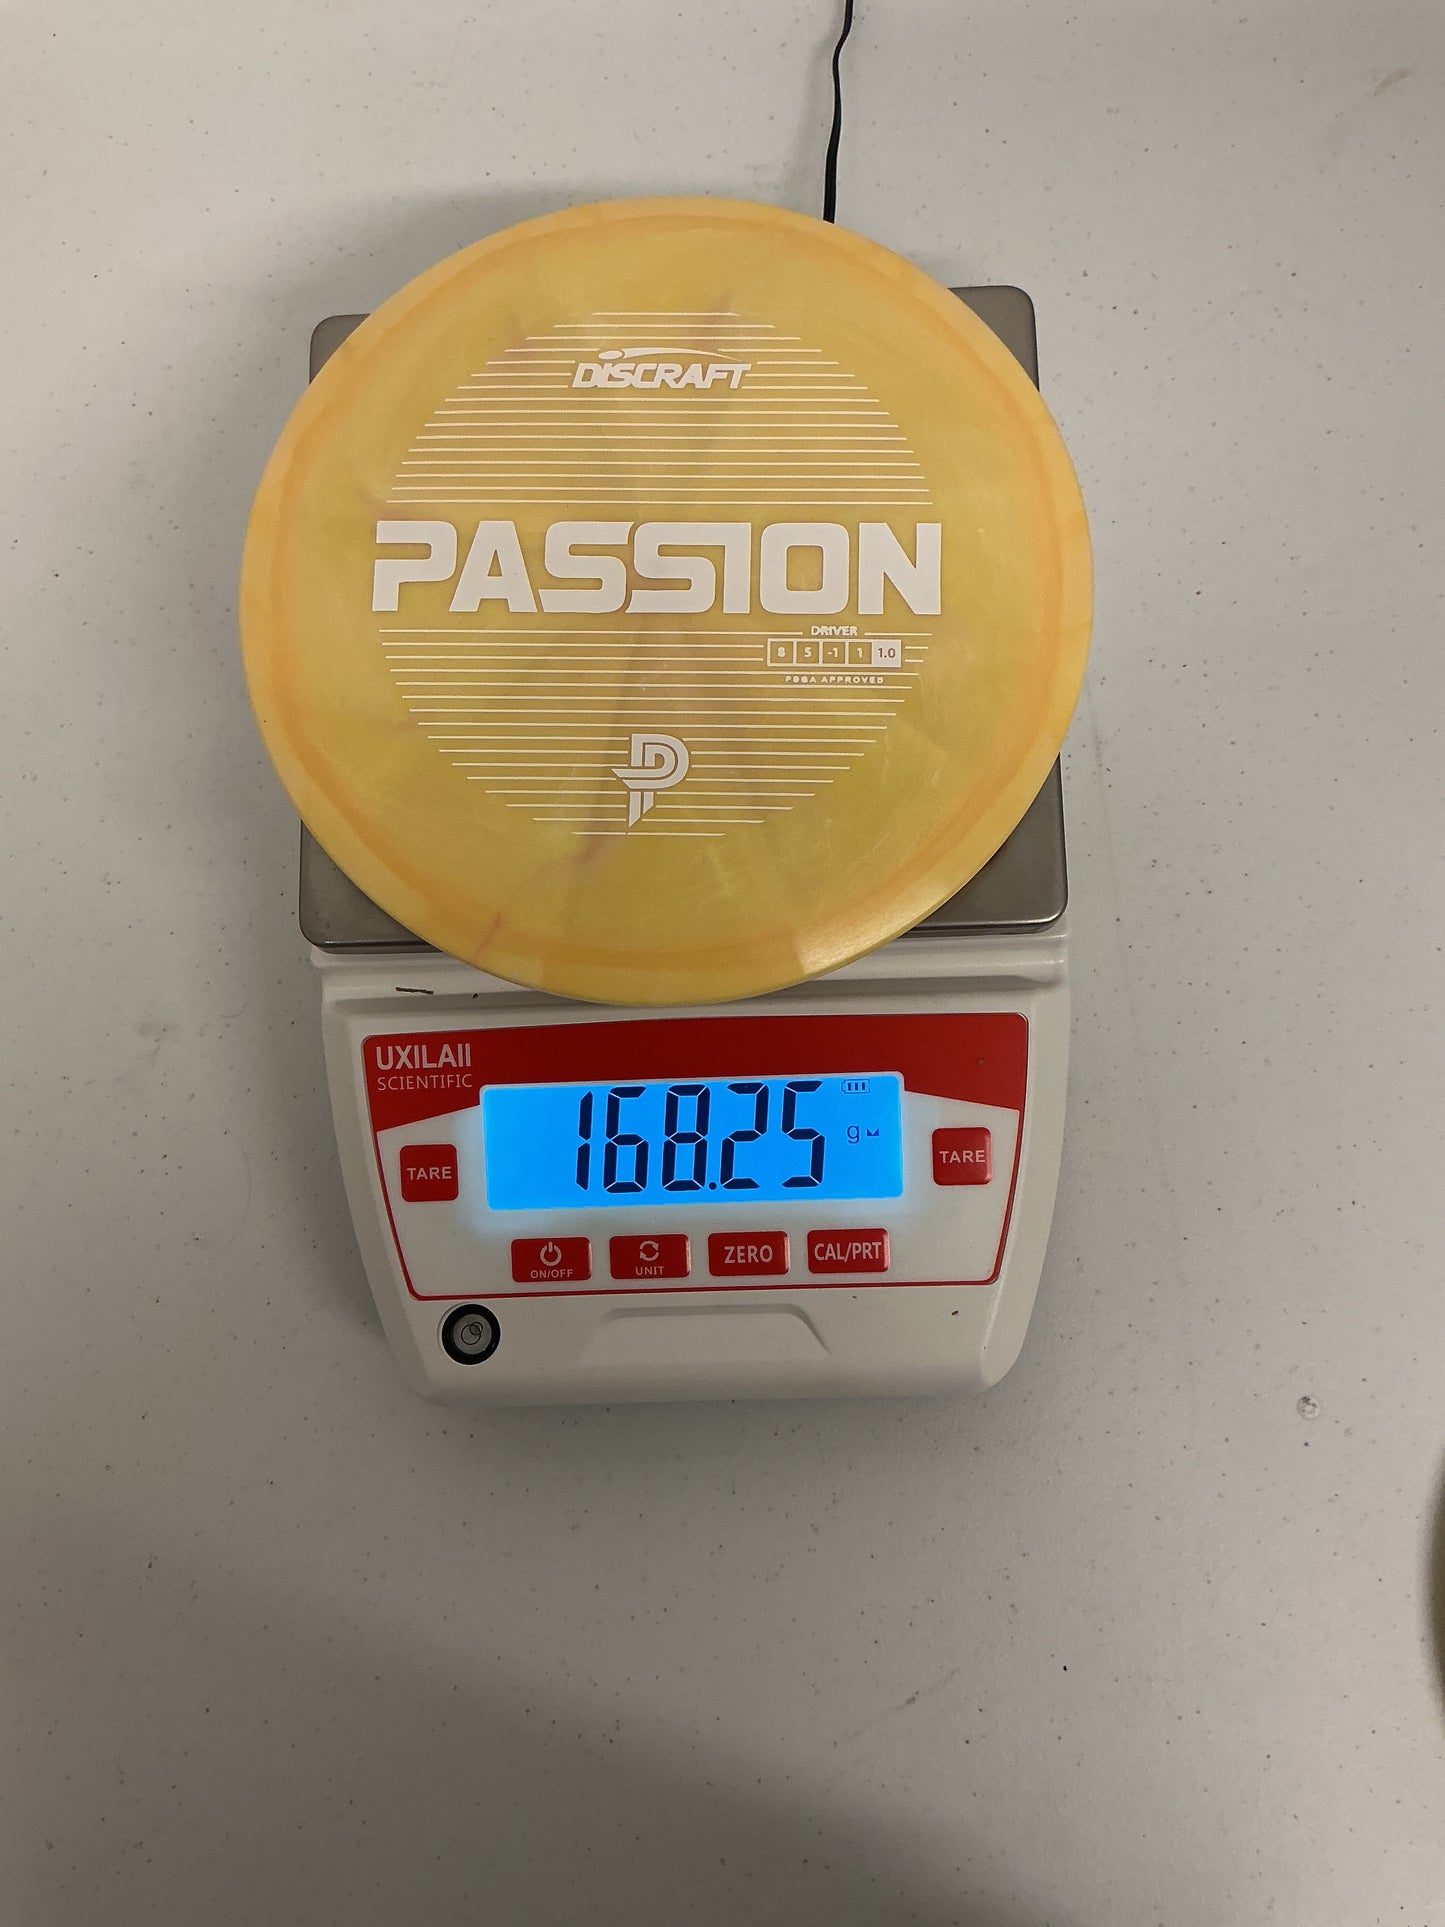 DISCRAFT
PASSION
DRIVER
8 5 -1 1 1.0
PDGA APPROVED
UXILAII
SCIENTIFIC
168.25 g
TARE
TARE
ON/OFF
UNIT
ZERO
CAL/PRT